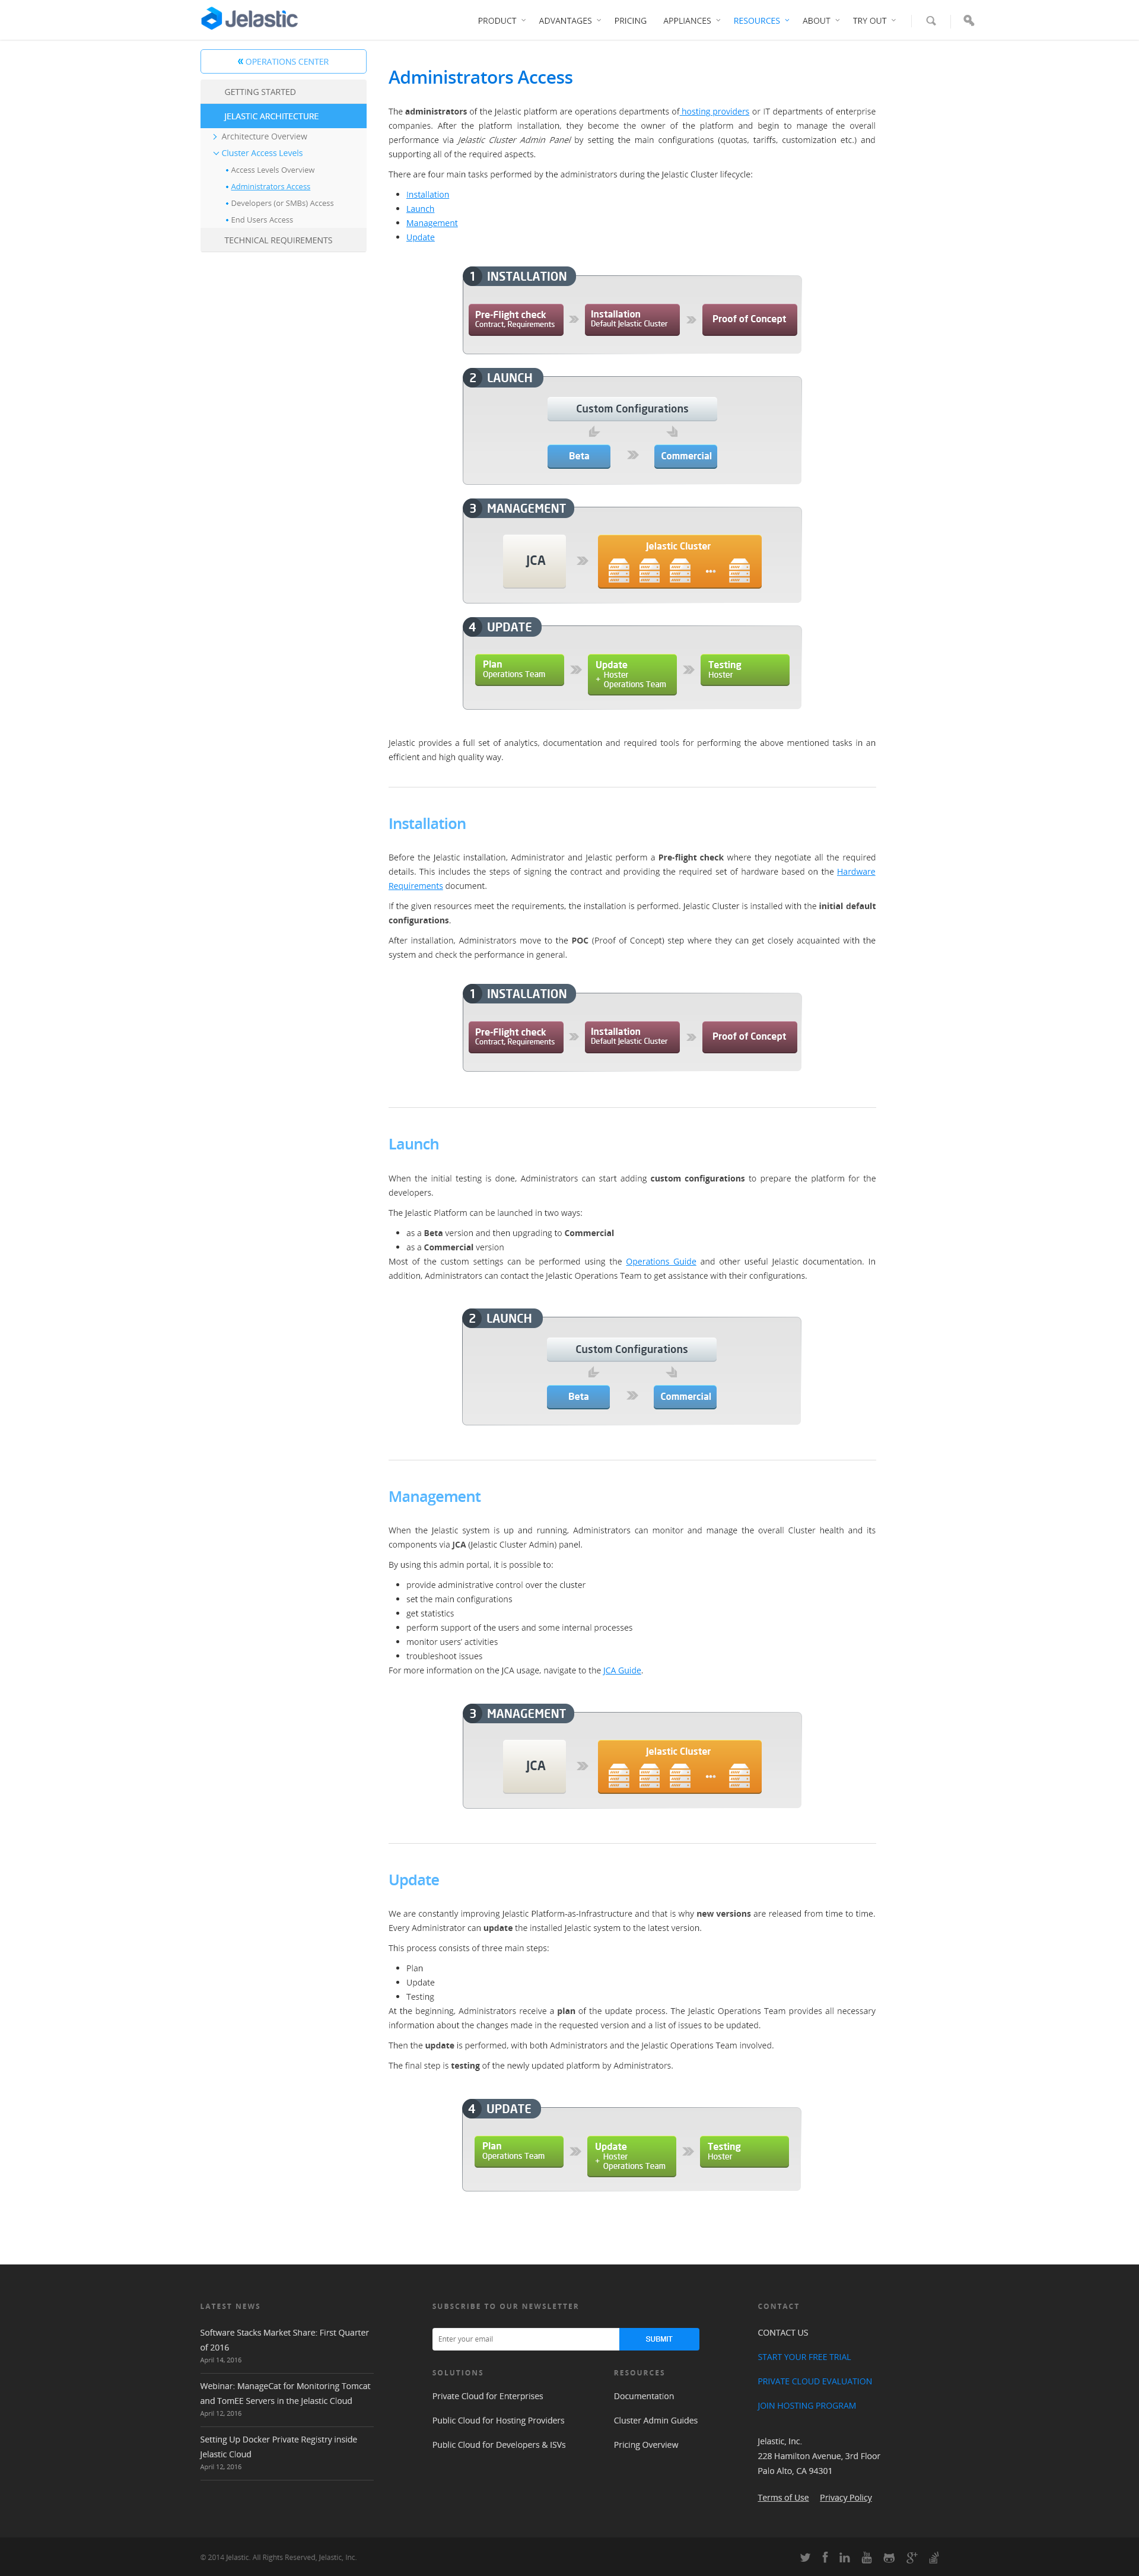 Jelastic
PRODUCT ADVANTAGES PRICING APPLIANCES RESOURCES ABOUT TRY OUT
« OPERATIONS CENTER
GETTING STARTED
JELASTIC ARCHITECTURE
Architecture Overview
Cluster Access Levels
Access Levels Overview
Administrators Access
Developers (or SMBs) Access
End Users Access
TECHNICAL REQUIREMENTS
Administrators Access
The administrators of the Jelastic platform are operations departments of hosting providers or IT departments of enterprise
companies. After the platform installation, they become the owner of the platform and begin to manage the overall
performance via Jelastic Cluster Admin Panel by setting the main configurations (quotas, tariffs, customization etc.) and
supporting all of the required aspects.
There are four main tasks performed by the administrators during the Jelastic Cluster lifecycle:
Installation
Launch
Management
Update
1 INSTALLATION
Pre-Flight check
Contract, Requirements
Installation
Default Jelastic Cluster
Proof of Concept
2 LAUNCH
Custom Configurations
Beta
Commercial
3 MANAGEMENT
JCA
Jelastic Cluster
...
4 UPDATE
Plan
Operations Team
Update
Hoster
+
Operations Team
Testing
Hoster
Jelastic provides a full set of analytics, documentation and required tools for performing the above mentioned tasks in an
efficient and high quality way.
Installation
Before the Jelastic installation, Administrator and Jelastic perform a Pre-flight check where they negotiate all the required
details. This includes the steps of signing the contract and providing the required set of hardware based on the Hardware
Requirements document.
If the given resources meet the requirements, the installation is performed. Jelastic Cluster is installed with the initial default
configurations.
After installation, Administrators move to the POC (Proof of Concept) step where they can get closely acquainted with the
system and check the performance in general.
1 INSTALLATION
Pre-Flight check
Contract, Requirements
Installation
Default Jelastic Cluster
Proof of Concept
Launch
When the initial testing is done, Administrators can start adding custom configurations to prepare the platform for the
developers.
The Jelastic Platform can be launched in two ways:
as a Beta version and then upgrading to Commercial
as a Commercial version
Most of the custom settings can be performed using the Operations Guide and other useful Jelastic documentation. In
addition, Administrators can contact the Jelastic Operations Team to get assistance with their configurations.
2 LAUNCH
Custom Configurations
Beta
Commercial
Management
When the Jelastic system is up and running, Administrators can monitor and manage the overall Cluster health and its
components via JCA (Jelastic Cluster Admin) panel.
By using this admin portal, it is possible to:
provide administrative control over the cluster
set the main configurations
get statistics
perform support of the users and some internal processes
monitor users' activities
troubleshoot issues
For more information on the JCA usage, navigate to the JCA Guide.
3 MANAGEMENT
JCA
Jelastic Cluster
...
Update
We are constantly improving Jelastic Platform-as-Infrastructure and that is why new versions are released from time to time.
Every Administrator can update the installed Jelastic system to the latest version.
This process consists of three main steps:
Plan
Update
Testing
At the beginning, Administrators receive a plan of the update process. The Jelastic Operations Team provides all necessary
information about the changes made in the requested version and a list of issues to be updated.
Then the update is performed, with both Administrators and the Jelastic Operations Team involved.
The final step is testing of the newly updated platform by Administrators.
4 UPDATE
Plan
Operations Team
Update
Hoster
+
Operations Team
Testing
Hoster
LATEST NEWS
Software Stacks Market Share: First Quarter
of 2016
April 14, 2016
Webinar: ManageCat for Monitoring Tomcat
and TomEE Servers in the Jelastic Cloud
April 12, 2016
Setting Up Docker Private Registry inside
Jelastic Cloud
April 12, 2016
SUBSCRIBE TO OUR NEWSLETTER
Enter your email SUBMIT
SOLUTIONS
Private Cloud for Enterprises
Public Cloud for Hosting Providers
Public Cloud for Developers & ISVs
RESOURCES
Documentation
Cluster Admin Guides
Pricing Overview
CONTACT
CONTACT US
START YOUR FREE TRIAL
PRIVATE CLOUD EVALUATION
JOIN HOSTING PROGRAM
Jelastic, Inc.
228 Hamilton Avenue, 3rd Floor
Palo Alto, CA 94301
Terms of Use Privacy Policy
© 2014 Jelastic. All Rights Reserved, Jelastic, Inc.